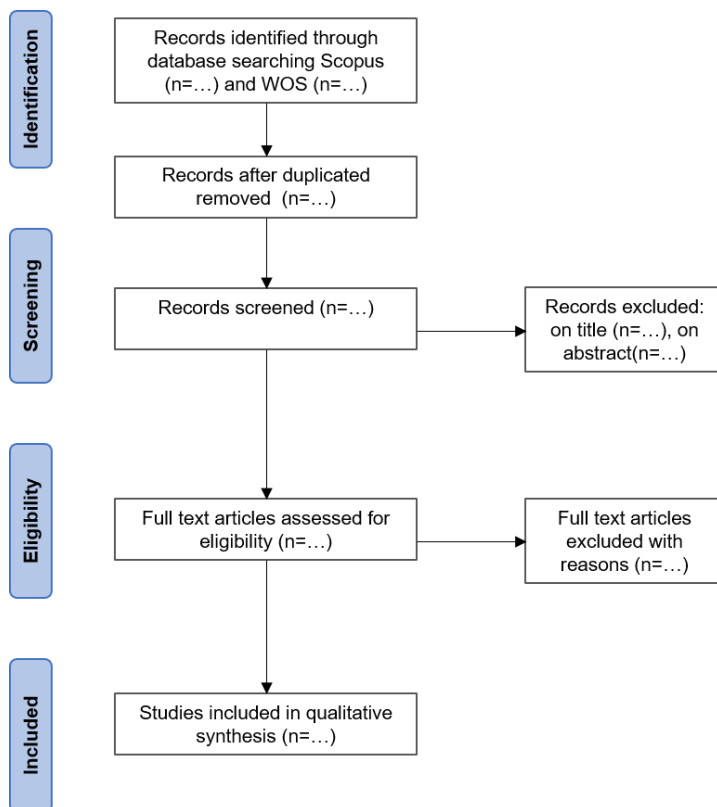 Identification
Records identified through
database searching Scopus
(n=…) and WOS (n=…)
Records after duplicated
removed (n=…)
Screening
Records screened (n=…)
Records excluded:
on title (n=…), on
abstract(n=…)
Eligibility
Full text articles assessed for
eligibility (n=…)
Full text articles
excluded with
reasons (n=…)
Included
Studies included in qualitative
synthesis (n=…)